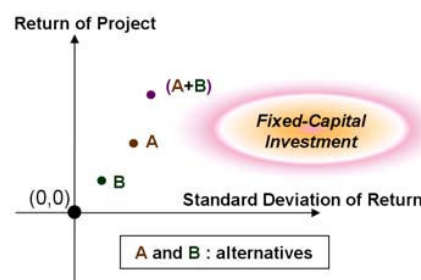 Return of Project
(A+B)
A
Fixed-Capital
Investment
B
(0,0)
Standard Deviation of Return
A and B : alternatives